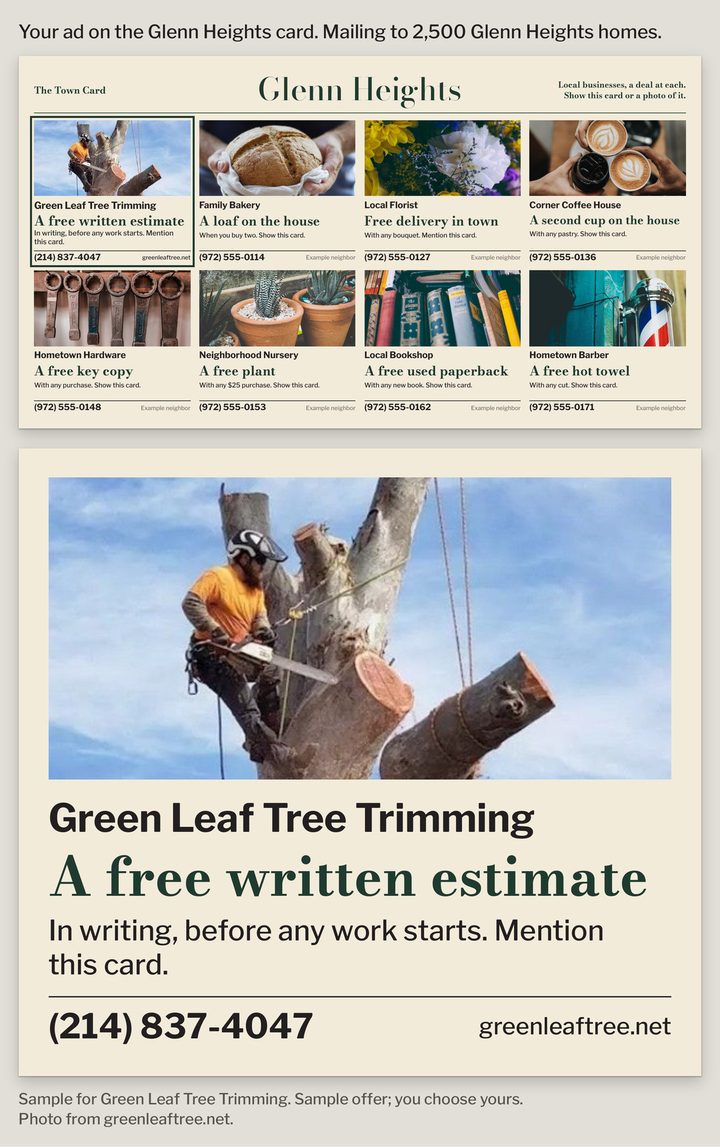 Your ad on the Glenn Heights card. Mailing to 2,500 Glenn Heights homes.
The Town Card
Glenn Heights
Local businesses, a deal at each.
Show this card or a photo of it.
Green Leaf Tree Trimming
A free written estimate
In writing, before any work starts. Mention
this card.
(214) 837-4047
greenleaftree.net
Family Bakery
A loaf on the house
When you buy two. Show this card.
(972) 555-0114
Example neighbor
Local Florist
Free delivery in town
With any bouquet. Mention this card.
(972) 555-0127
Example neighbor
Corner Coffee House
A second cup on the house
With any pastry. Show this card.
(972) 555-0136
Example neighbor
Hometown Hardware
A free key copy
With any purchase. Show this card.
(972) 555-0148
Example neighbor
Neighborhood Nursery
A free plant
With any $25 purchase. Show this card.
(972) 555-0153
Example neighbor
Local Bookshop
A free used paperback
With any new book. Show this card.
(972) 555-0162
Example neighbor
Hometown Barber
A free hot towel
With any cut. Show this card.
(972) 555-0171
Example neighbor
Green Leaf Tree Trimming
A free written estimate
In writing, before any work starts. Mention
this card.
(214) 837-4047
greenleaftree.net
Sample for Green Leaf Tree Trimming. Sample offer; you choose yours.
Photo from greenleaftree.net.